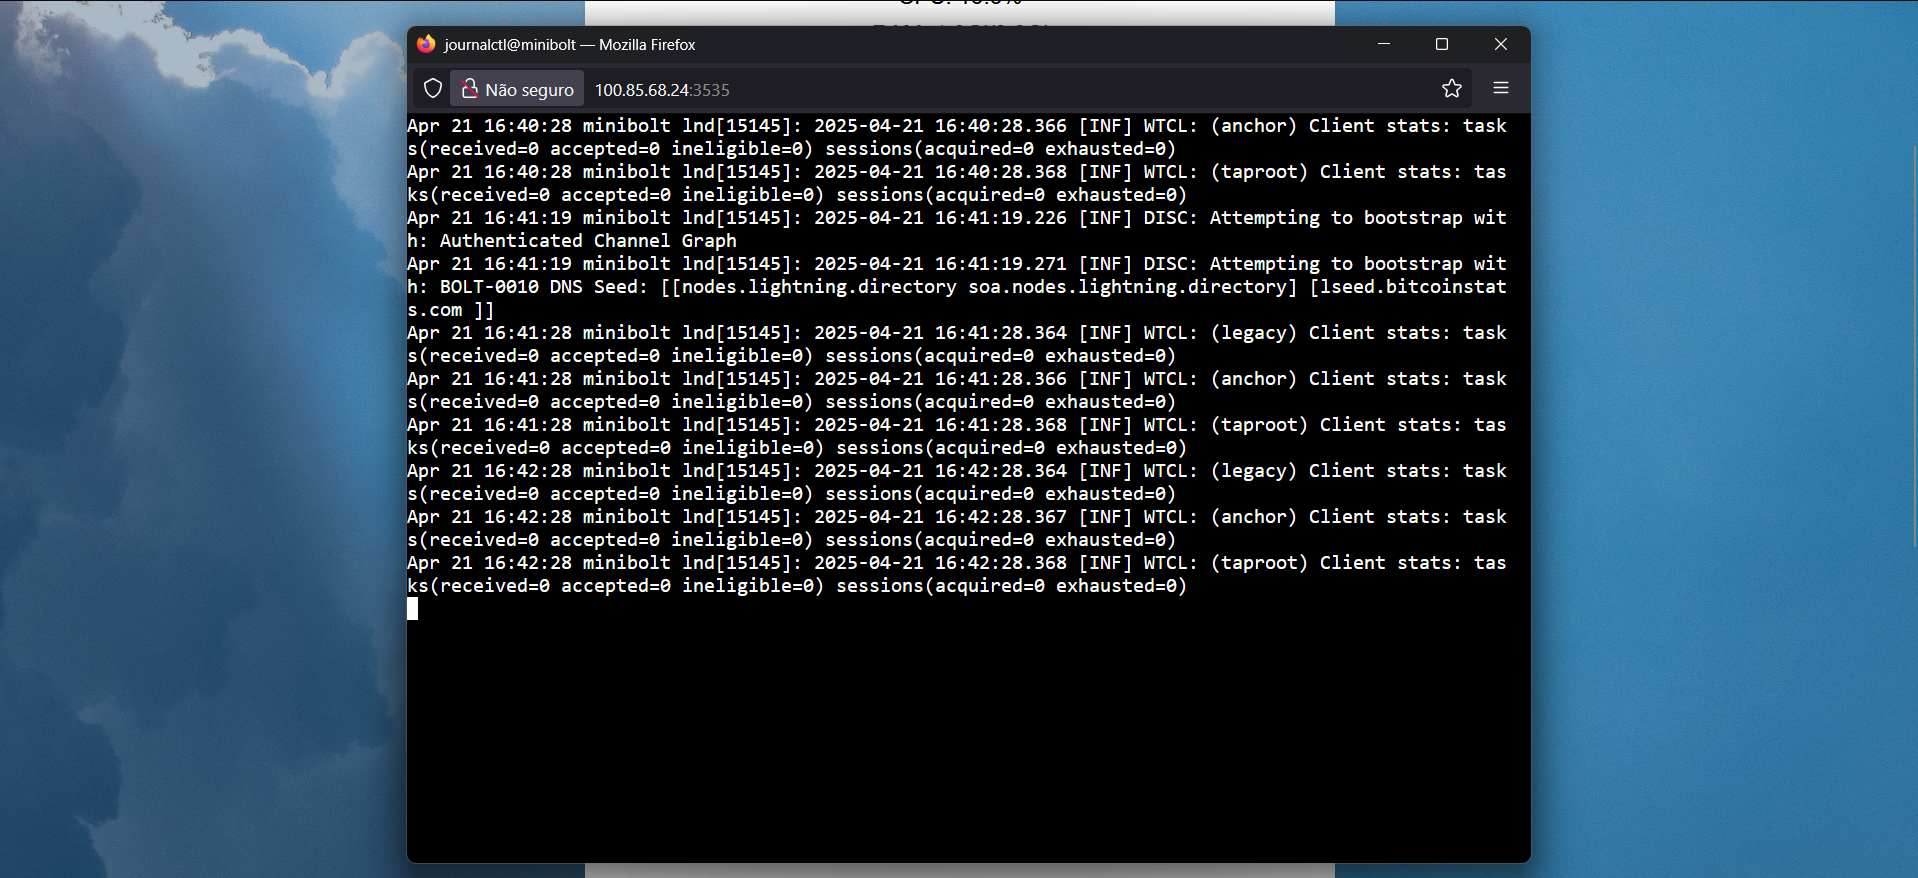 journalctl@minibolt — Mozilla Firefox
Não seguro 100.85.68.24:3535
Apr 21 16:40:28 minibolt lnd[15145]: 2025-04-21 16:40:28.366 [INF] WTCL: (anchor) Client stats: task
s(received=0 accepted=0 ineligible=0) sessions(acquired=0 exhausted=0)
Apr 21 16:40:28 minibolt lnd[15145]: 2025-04-21 16:40:28.368 [INF] WTCL: (taproot) Client stats: tas
ks(received=0 accepted=0 ineligible=0) sessions(acquired=0 exhausted=0)
Apr 21 16:41:19 minibolt lnd[15145]: 2025-04-21 16:41:19.226 [INF] DISC: Attempting to bootstrap wit
h: Authenticated Channel Graph
Apr 21 16:41:19 minibolt lnd[15145]: 2025-04-21 16:41:19.271 [INF] DISC: Attempting to bootstrap wit
h: BOLT-0010 DNS Seed: [[nodes.lightning.directory soa.nodes.lightning.directory] [lseed.bitcoinstat
s.com ]]
Apr 21 16:41:28 minibolt lnd[15145]: 2025-04-21 16:41:28.364 [INF] WTCL: (legacy) Client stats: task
s(received=0 accepted=0 ineligible=0) sessions(acquired=0 exhausted=0)
Apr 21 16:41:28 minibolt lnd[15145]: 2025-04-21 16:41:28.366 [INF] WTCL: (anchor) Client stats: task
s(received=0 accepted=0 ineligible=0) sessions(acquired=0 exhausted=0)
Apr 21 16:41:28 minibolt lnd[15145]: 2025-04-21 16:41:28.368 [INF] WTCL: (taproot) Client stats: tas
ks(received=0 accepted=0 ineligible=0) sessions(acquired=0 exhausted=0)
Apr 21 16:42:28 minibolt lnd[15145]: 2025-04-21 16:42:28.364 [INF] WTCL: (legacy) Client stats: task
s(received=0 accepted=0 ineligible=0) sessions(acquired=0 exhausted=0)
Apr 21 16:42:28 minibolt lnd[15145]: 2025-04-21 16:42:28.367 [INF] WTCL: (anchor) Client stats: task
s(received=0 accepted=0 ineligible=0) sessions(acquired=0 exhausted=0)
Apr 21 16:42:28 minibolt lnd[15145]: 2025-04-21 16:42:28.368 [INF] WTCL: (taproot) Client stats: tas
ks(received=0 accepted=0 ineligible=0) sessions(acquired=0 exhausted=0)